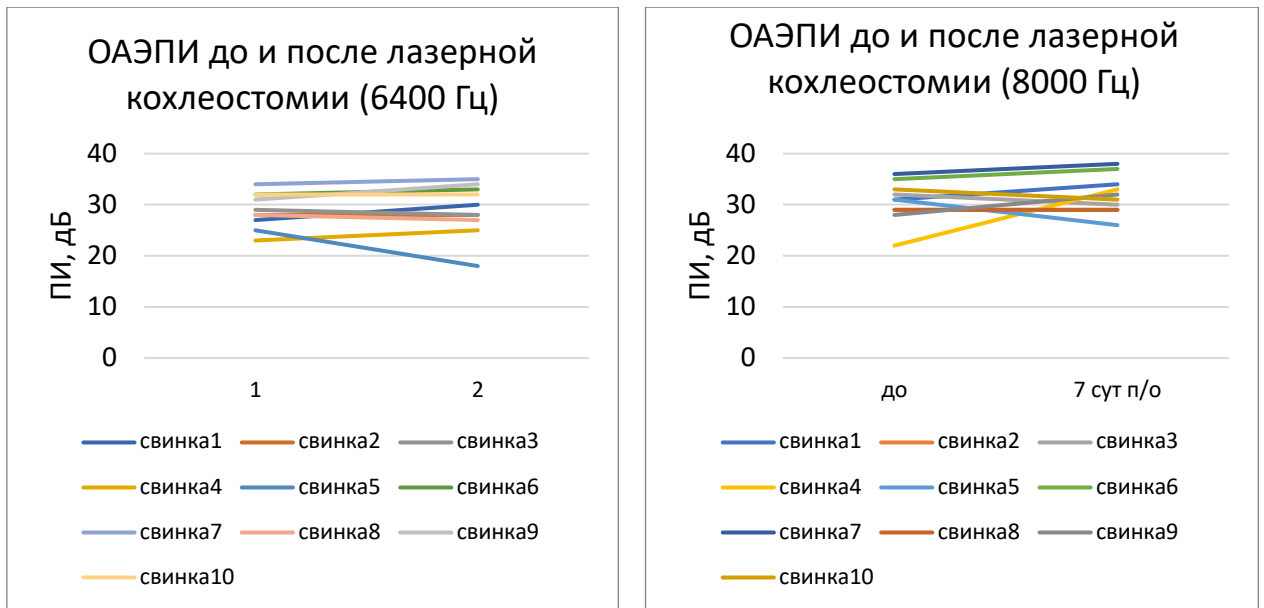 ОАЭПИ до и после лазерной
кохлеостомии (6400 Гц)
ПИ, дБ
40
30
20
10
0
1 2
свинка1 свинка2 свинка3
свинка4 свинка5 свинка6
свинка7 свинка8 свинка9
свинка10
ОАЭПИ до и после лазерной
кохлеостомии (8000 Гц)
ПИ, дБ
40
30
20
10
0
до 7 сут п/о
свинка1 свинка2 свинка3
свинка4 свинка5 свинка6
свинка7 свинка8 свинка9
свинка10